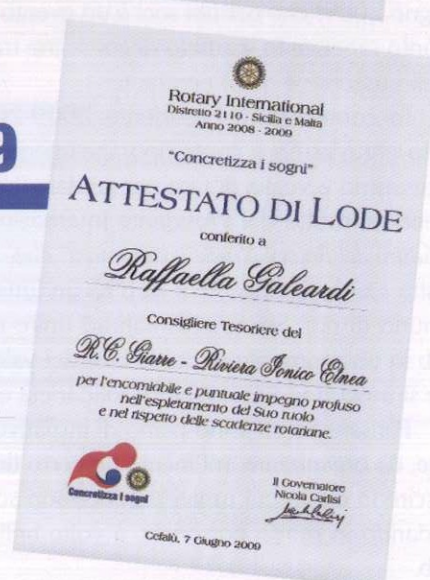 9
Rotary International
Distretto 2110 - Sicilia e Malta
Anno 2008 - 2009
"Concretizza i sogni"
ATTESTATO DI LODE
conferito a
Raffaella Galeardi
Consigliere Tesoriere del
R.C. Giarre - Riviera Jonico Etnea
per l'encomiabile e puntuale impegno profuso
nell'espletamento del Suo ruolo
e nel rispetto delle scadenze rotariane.
Concretizza i sogni
Il Governatore
Nicola Carlisi
Cefalù, 7 Giugno 2009